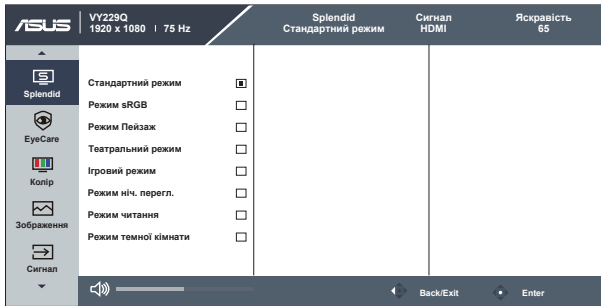 ASUS
VY229Q
1920 x 1080 | 75 Hz
Splendid
Стандартний режим
Сигнал
HDMI
Яскравість
65
Splendid
EyeCare
Колір
Зображення
Сигнал
Стандартний режим
Режим sRGB
Режим Пейзаж
Театральний режим
Ігровий режим
Режим ніч. перегл.
Режим читання
Режим темної кімнати
Back/Exit
Enter